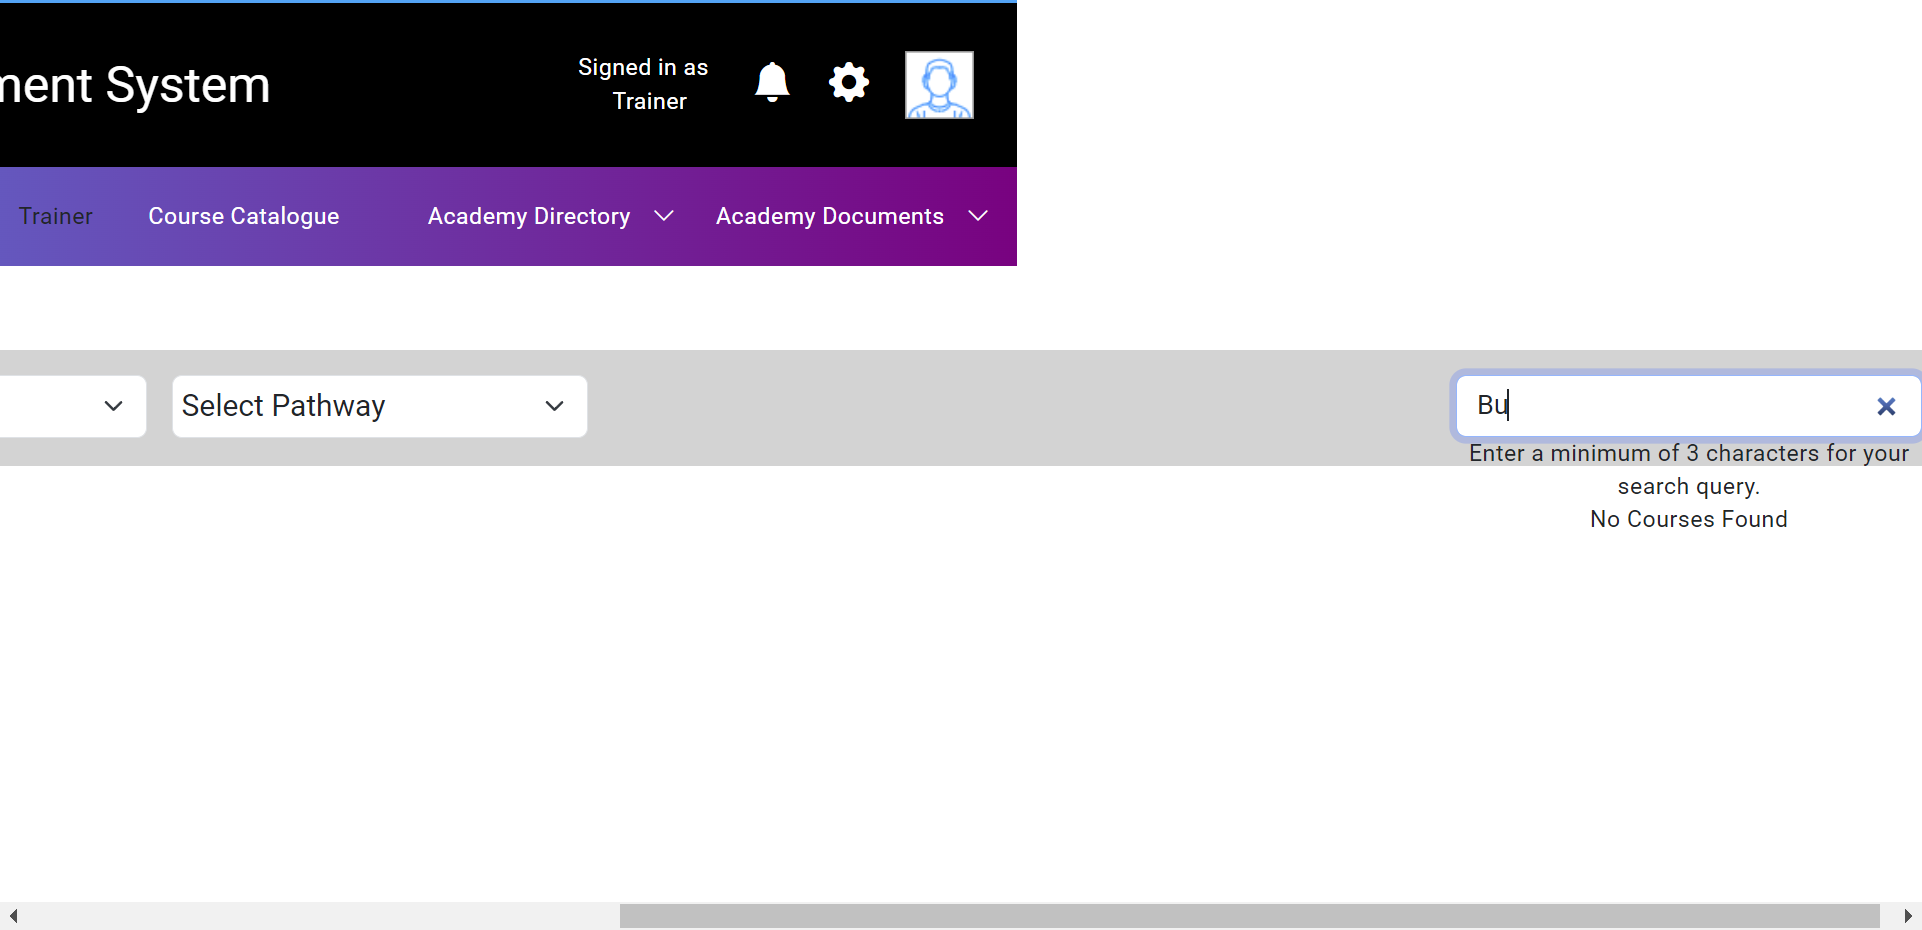 ment System
Signed in as
Trainer
Trainer
Course Catalogue
Academy Directory
Academy Documents
Select Pathway
Bu
Enter a minimum of 3 characters for your
search query.
No Courses Found